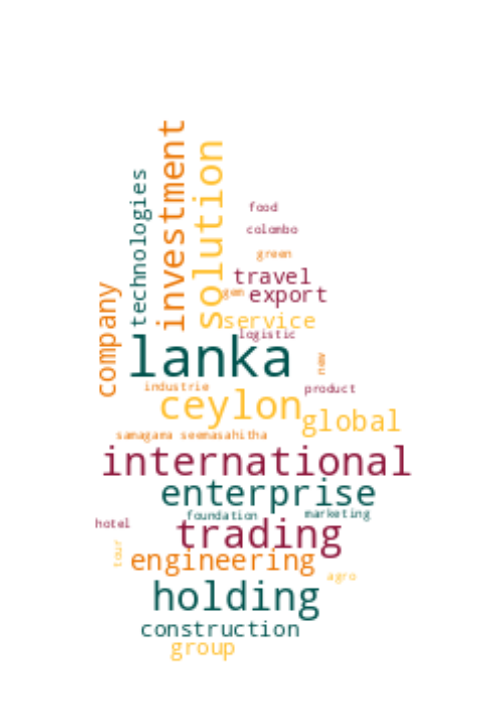 investment
solution
technologies
food
colombo
green
travel
gem
export
company
service
logistic
lanka
new
industrie
product
ceylon
global
samagama seemasahitha
international
enterprise
foundation
marketing
hotel
trading
tour
engineering
agro
holding
construction
group